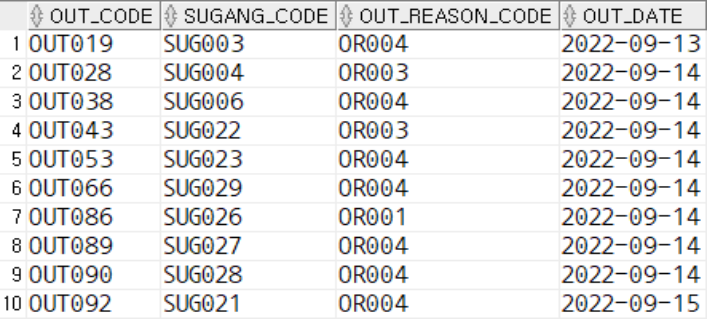 OUT_CODE SUGANG_CODE OUT_REASON_CODE OUT_DATE
1 OUT019 SUG003 OR004 2022-09-13
2 OUT028 SUG004 OR003 2022-09-14
3 OUT038 SUG006 OR004 2022-09-14
4 OUT043 SUG022 OR003 2022-09-14
5 OUT053 SUG023 OR004 2022-09-14
6 OUT066 SUG029 OR004 2022-09-14
7 OUT086 SUG026 OR001 2022-09-14
8 OUT089 SUG027 OR004 2022-09-14
9 OUT090 SUG028 OR004 2022-09-14
10 OUT092 SUG021 OR004 2022-09-15